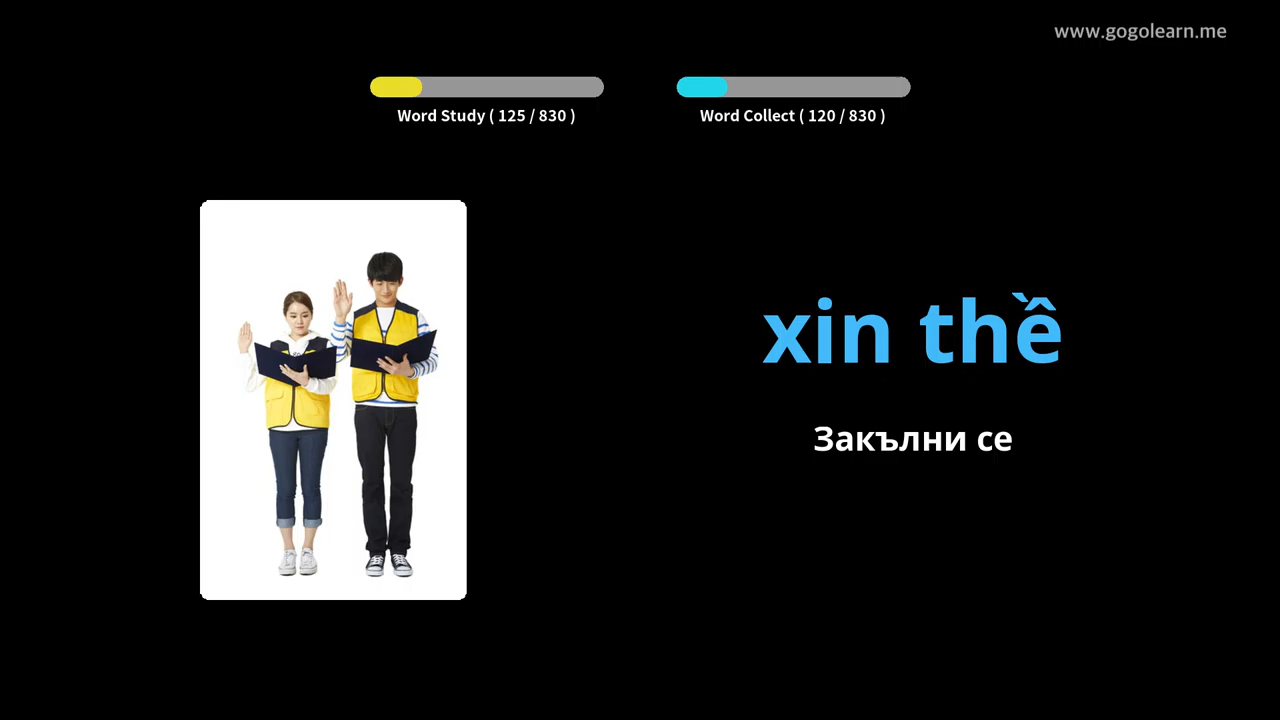 www.gogolearn.me
Word Study ( 125 / 830 )
Word Collect ( 120 / 830 )
xin thề
Закълни се